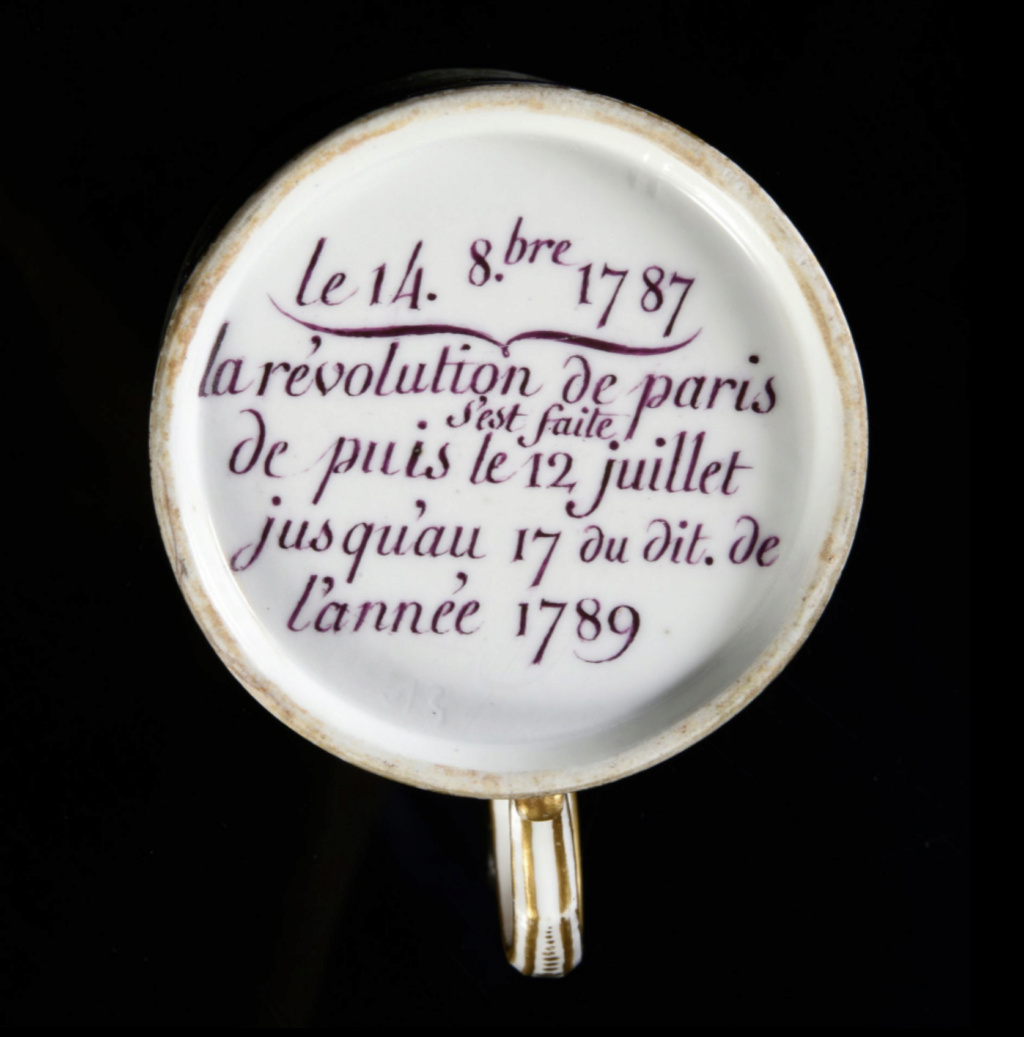 le 14. 8.bre 1787
la révolution de paris
s'est faite
de puis le 12 juillet
jusqu'au 17 du dit. de
l'année 1789